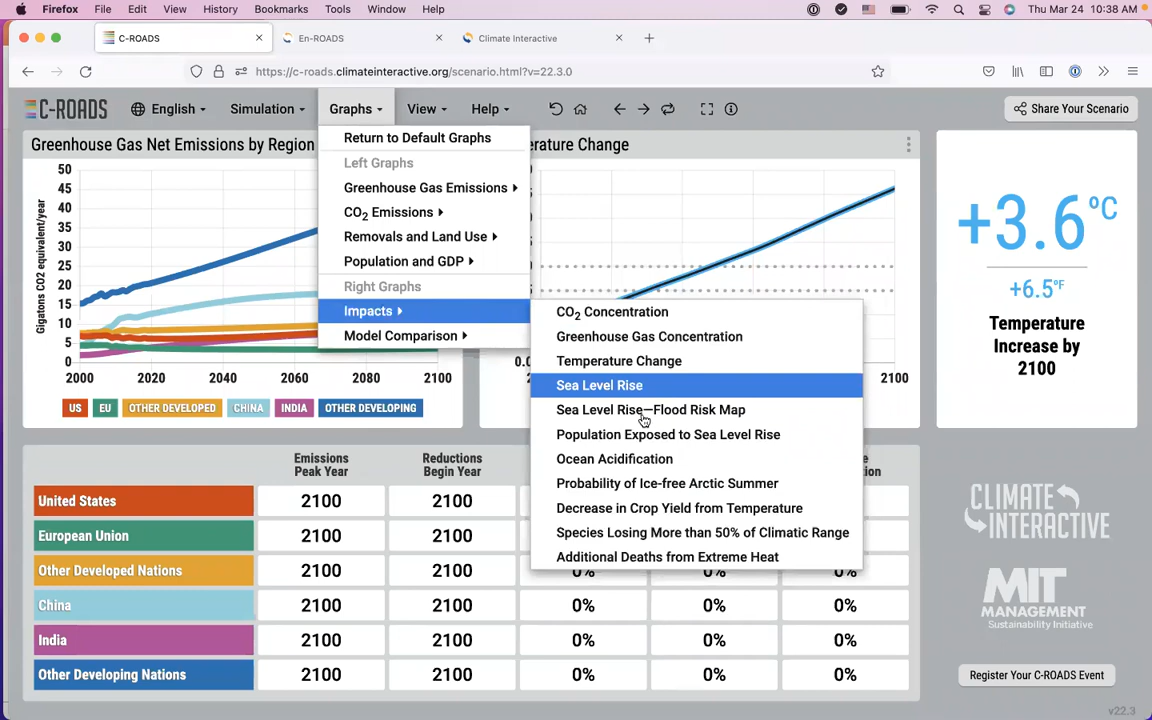 Firefox File Edit View History Bookmarks Tools Window Help Thu Mar 24 10:38 AM
C-ROADS En-ROADS Climate Interactive
https://c-roads.climateinteractive.org/scenario.html?v=22.3.0
C-ROADS English Simulation Graphs View Help Share Your Scenario
Greenhouse Gas Net Emissions by Region
erature Change
Return to Default Graphs
Left Graphs
Greenhouse Gas Emissions
CO2 Emissions
Removals and Land Use
Population and GDP
Right Graphs
Impacts
Model Comparison
CO2 Concentration
Greenhouse Gas Concentration
Temperature Change
Sea Level Rise
Sea Level Rise—Flood Risk Map
Population Exposed to Sea Level Rise
Ocean Acidification
Probability of Ice-free Arctic Summer
Decrease in Crop Yield from Temperature
Species Losing More than 50% of Climatic Range
Additional Deaths from Extreme Heat
Gigatons CO2 equivalent/year
50
45
40
35
30
25
20
15
10
5
0
2000 2020 2040 2060 2080 2100
US EU OTHER DEVELOPED CHINA INDIA OTHER DEVELOPING
0.0
2100
+3.6°C
+6.5°F
Temperature
Increase by
2100
Emissions
Peak Year
Reductions
Begin Year
United States 2100 2100
European Union 2100 2100
Other Developed Nations 2100 2100 0% 0% 0%
China 2100 2100 0% 0% 0%
India 2100 2100 0% 0% 0%
Other Developing Nations 2100 2100 0% 0% 0%
CLIMATE
INTERACTIVE
MIT
MANAGEMENT
Sustainability Initiative
Register Your C-ROADS Event
v22.3